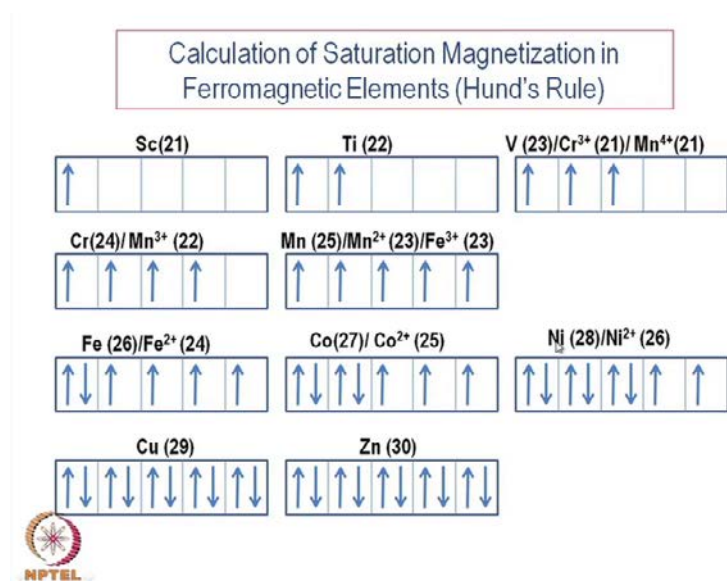 Calculation of Saturation Magnetization in
Ferromagnetic Elements (Hund's Rule)
Sc(21)
Ti (22)
V (23)/Cr³⁺ (21)/ Mn⁴⁺(21)
Cr(24)/ Mn³⁺ (22)
Mn (25)/Mn²⁺ (23)/Fe³⁺ (23)
Fe (26)/Fe²⁺ (24)
Co(27)/ Co²⁺ (25)
Ni (28)/Ni²⁺ (26)
Cu (29)
Zn (30)
NPTEL